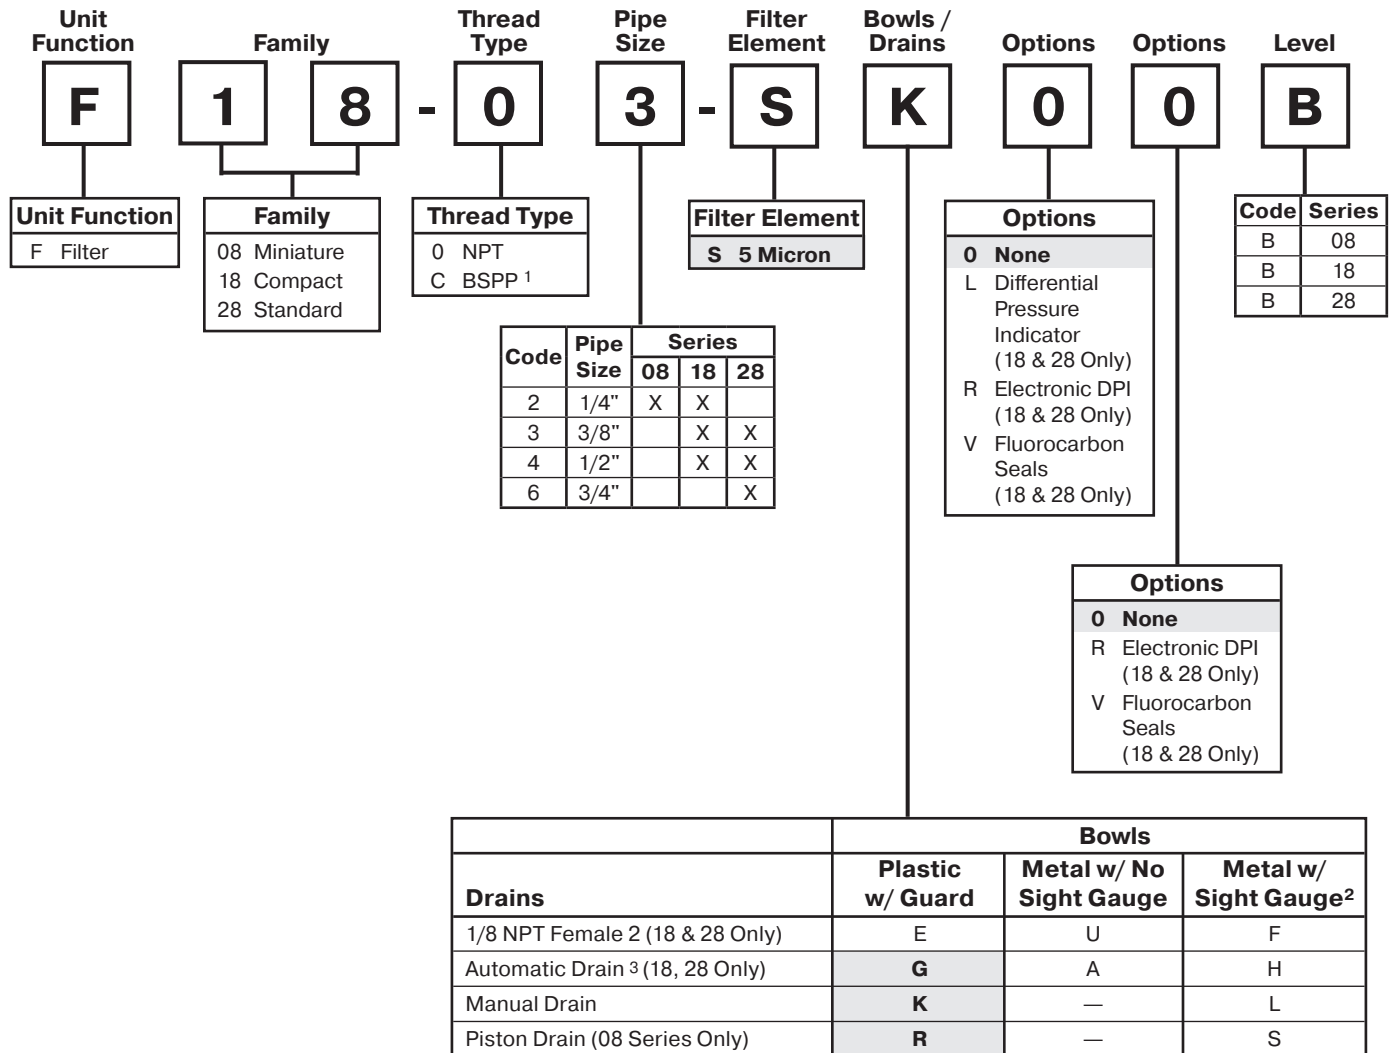 Unit
Function
Family
Thread
Type
Pipe
Size
Filter
Element
Bowls /
Drains
Options
Options
Level
F 1 8 - 0 3 - S K 0 0 B
Unit Function
F Filter
Family
08 Miniature
18 Compact
28 Standard
Thread Type
0 NPT
C BSPP 1
Filter Element
S 5 Micron
Options
0 None
L Differential
Pressure
Indicator
(18 & 28 Only)
R Electronic DPI
(18 & 28 Only)
V Fluorocarbon
Seals
(18 & 28 Only)
Code Series
B 08
B 18
B 28
Code Pipe Size Series
08 18 28
2 1/4" X X
3 3/8" X X
4 1/2" X X
6 3/4" X
Options
0 None
R Electronic DPI
(18 & 28 Only)
V Fluorocarbon
Seals
(18 & 28 Only)
Bowls
Drains
Plastic
w/ Guard
Metal w/ No
Sight Gauge
Metal w/
Sight Gauge2
1/8 NPT Female 2 (18 & 28 Only) E U F
Automatic Drain 3 (18, 28 Only) G A H
Manual Drain K — L
Piston Drain (08 Series Only) R — S